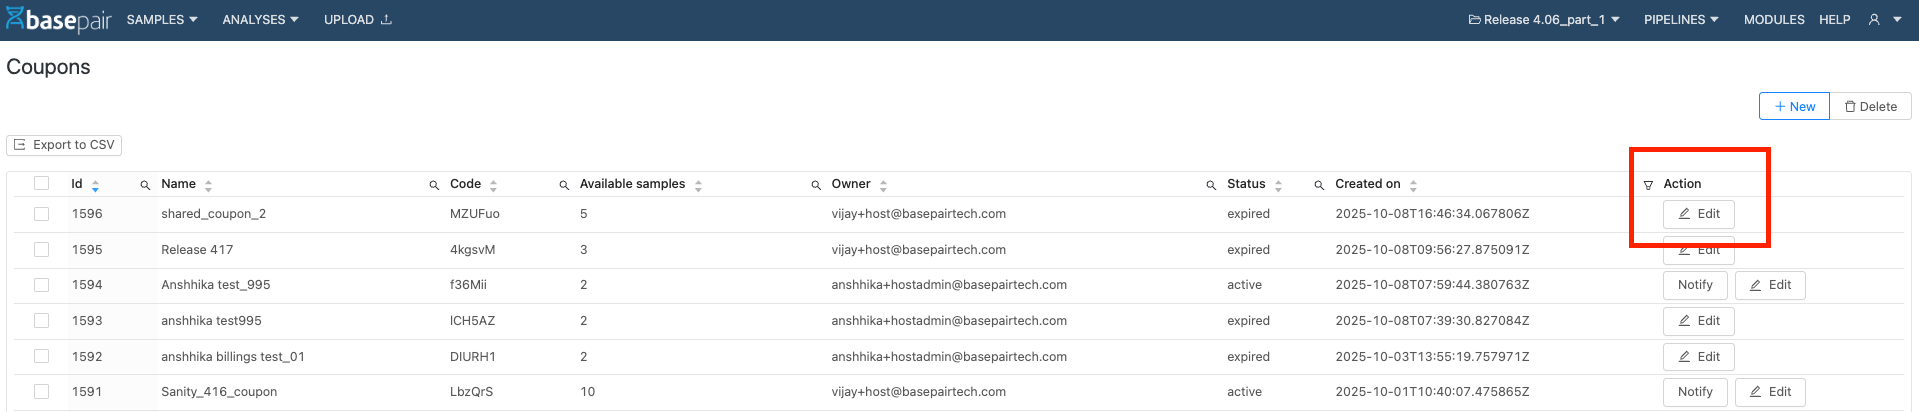 basepair SAMPLES ANALYSES UPLOAD Release 4.06_part_1 PIPELINES MODULES HELP
Coupons
New Delete
Export to CSV
Id Name Code Available samples Owner Status Created on Action
1596 shared_coupon_2 MZUFuo 5 vijay+host@basepairtech.com expired 2025-10-08T16:46:34.067806Z Edit
1595 Release 417 4kgsvM 3 vijay+host@basepairtech.com expired 2025-10-08T09:56:27.875091Z Edit
1594 Anshhika test_995 f36Mii 2 anshhika+hostadmin@basepairtech.com active 2025-10-08T07:59:44.380763Z Notify Edit
1593 anshhika test995 ICH5AZ 2 anshhika+hostadmin@basepairtech.com expired 2025-10-08T07:39:30.827084Z Edit
1592 anshhika billings test_01 DIURH1 2 anshhika+hostadmin@basepairtech.com expired 2025-10-03T13:55:19.757971Z Edit
1591 Sanity_416_coupon LbzQrS 10 vijay+host@basepairtech.com active 2025-10-01T10:40:07.475865Z Notify Edit